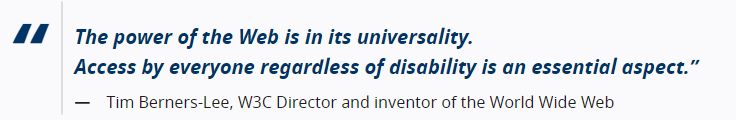 “ The power of the Web is in its universality.
Access by everyone regardless of disability is an essential aspect.”
— Tim Berners-Lee, W3C Director and inventor of the World Wide Web